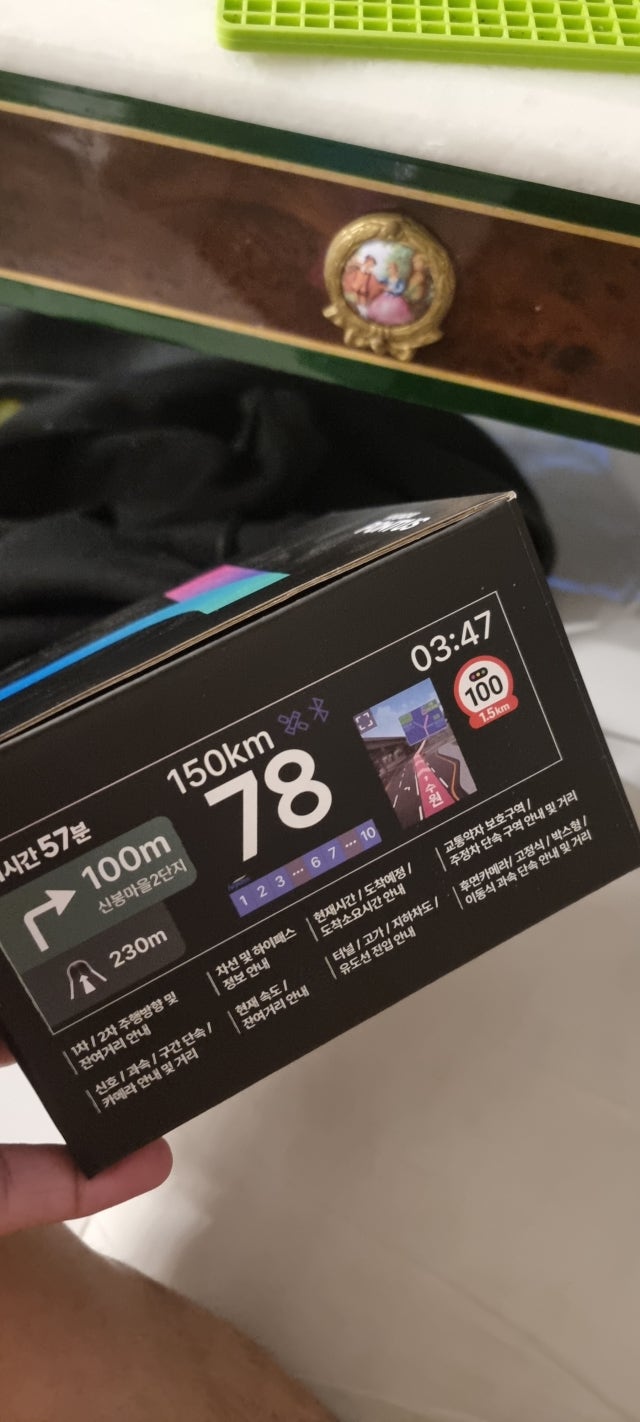 03:47
150km
78
100
1.5km
시간 57분
100m
신봉마을2단지
230m
1 2 3 ··· 6 7 ··· 10
수원
1차 / 2차 주행방향 및
잔여거리 안내
신호 / 과속 / 구간 단속 /
카메라 안내 및 거리
차선 및 하이패스
정보 안내
현재 속도 /
잔여거리 안내
현재시간 / 도착예정 /
도착소요시간 안내
터널 / 고가 / 지하차도 /
유도선 진입 안내
교통약자 보호구역 /
주정차 단속 구역 안내 및 거리
후면카메라 / 고정식 / 박스형 /
이동식 과속 단속 안내 및 거리